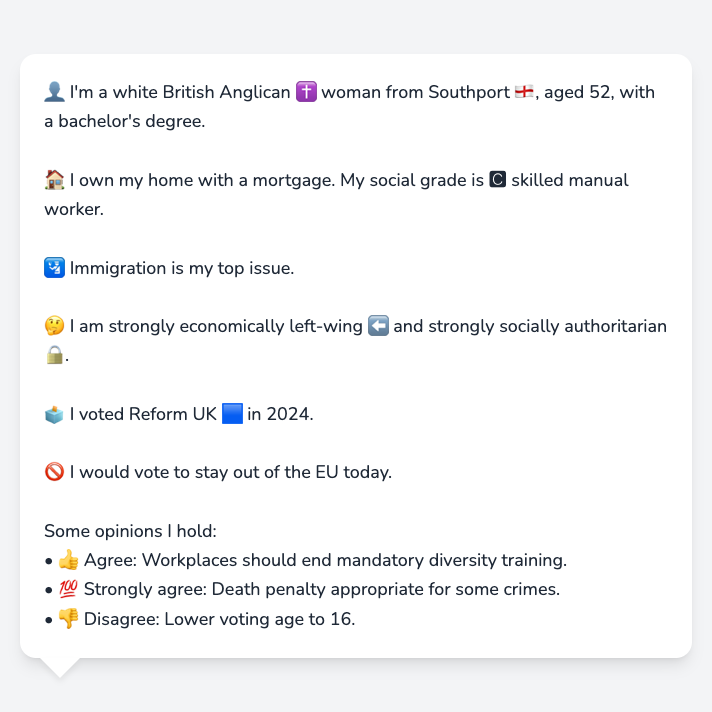 👤 I'm a white British Anglican ✝️ woman from Southport 🏴󠁧󠁢󠁥󠁮󠁧󠁿, aged 52, with
a bachelor's degree.
🏠 I own my home with a mortgage. My social grade is 🅲 skilled manual
worker.
🛂 Immigration is my top issue.
🤔 I am strongly economically left-wing ⬅️ and strongly socially authoritarian
🔒.
🗳️ I voted Reform UK 🟦 in 2024.
🚫 I would vote to stay out of the EU today.
Some opinions I hold:
• 👍 Agree: Workplaces should end mandatory diversity training.
• 💯 Strongly agree: Death penalty appropriate for some crimes.
• 👎 Disagree: Lower voting age to 16.